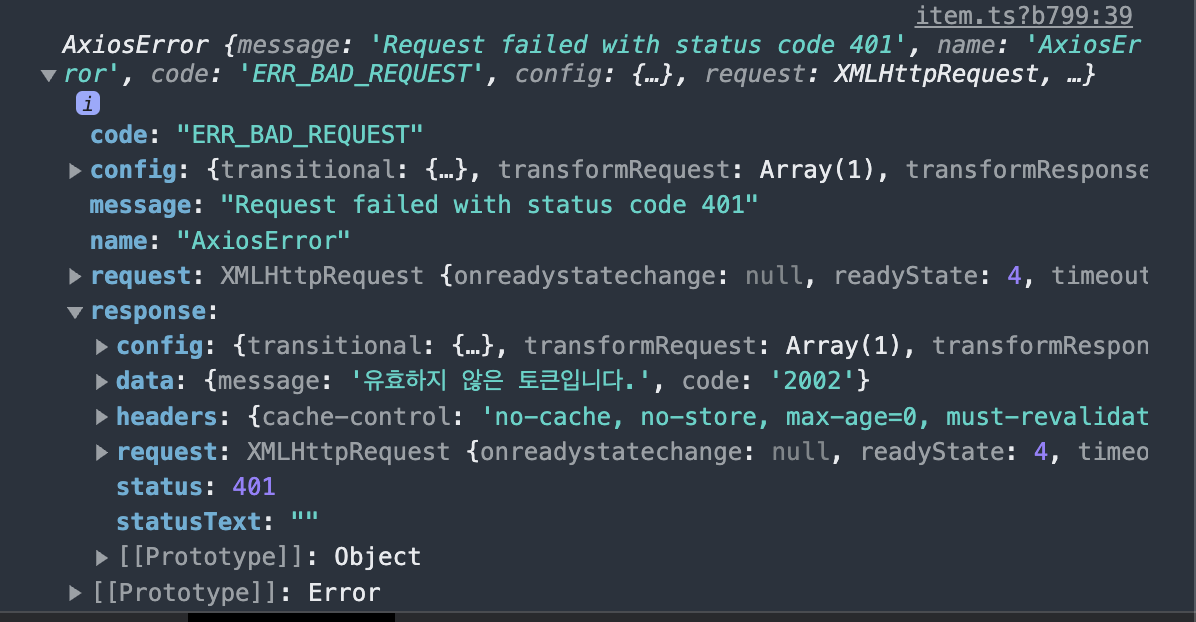 item.ts?b799:39
AxiosError {message: 'Request failed with status code 401', name: 'AxiosEr
▼ror', code: 'ERR_BAD_REQUEST', config: {…}, request: XMLHttpRequest, …}
i
code: "ERR_BAD_REQUEST"
▶config: {transitional: {…}, transformRequest: Array(1), transformResponse
message: "Request failed with status code 401"
name: "AxiosError"
▶request: XMLHttpRequest {onreadystatechange: null, readyState: 4, timeout
▼response:
▶config: {transitional: {…}, transformRequest: Array(1), transformRespon
▶data: {message: '유효하지 않은 토큰입니다.', code: '2002'}
▶headers: {cache-control: 'no-cache, no-store, max-age=0, must-revalidat
▶request: XMLHttpRequest {onreadystatechange: null, readyState: 4, timeo
status: 401
statusText: ""
▶[[Prototype]]: Object
▶[[Prototype]]: Error